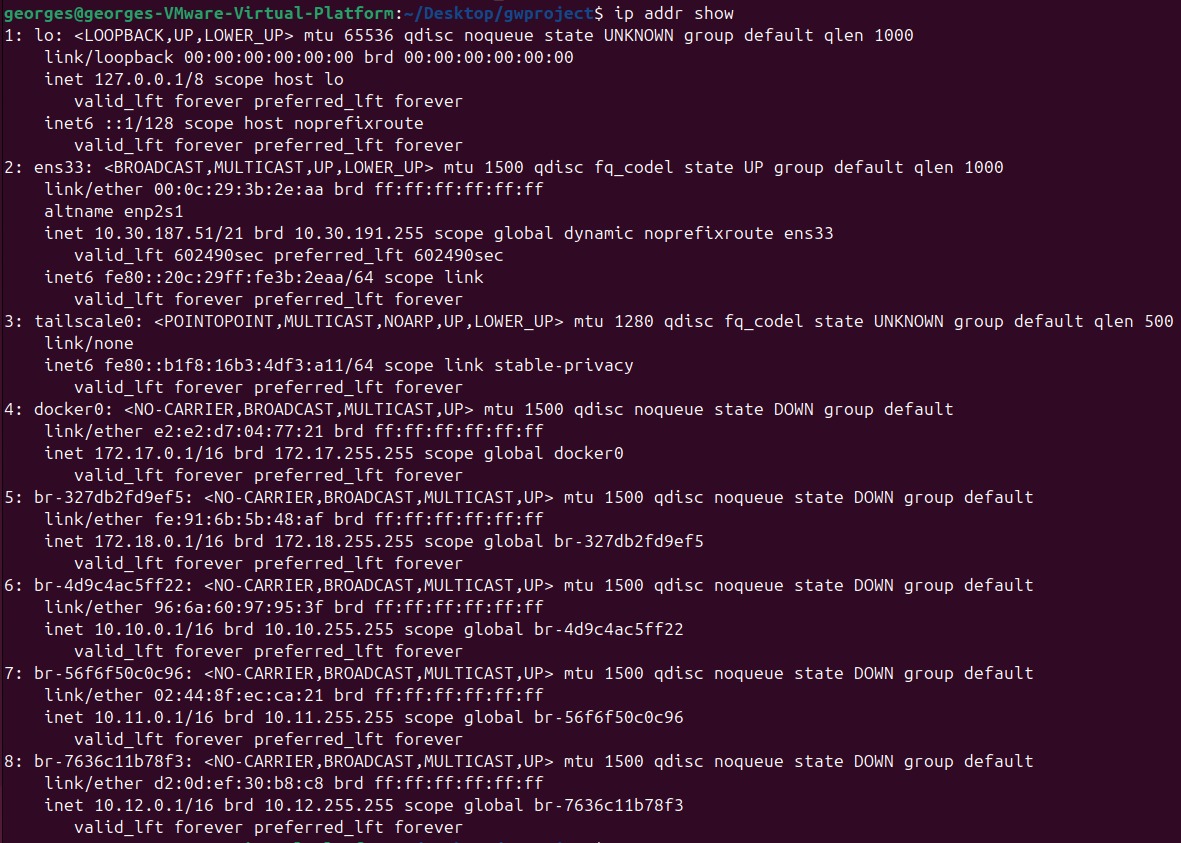 georges@georges-VMware-Virtual-Platform:~/Desktop/gwproject$ ip addr show
1: lo: <LOOPBACK,UP,LOWER_UP> mtu 65536 qdisc noqueue state UNKNOWN group default qlen 1000
    link/loopback 00:00:00:00:00:00 brd 00:00:00:00:00:00
    inet 127.0.0.1/8 scope host lo
       valid_lft forever preferred_lft forever
    inet6 ::1/128 scope host noprefixroute
       valid_lft forever preferred_lft forever
2: ens33: <BROADCAST,MULTICAST,UP,LOWER_UP> mtu 1500 qdisc fq_codel state UP group default qlen 1000
    link/ether 00:0c:29:3b:2e:aa brd ff:ff:ff:ff:ff:ff
    altname enp2s1
    inet 10.30.187.51/21 brd 10.30.191.255 scope global dynamic noprefixroute ens33
       valid_lft 602490sec preferred_lft 602490sec
    inet6 fe80::20c:29ff:fe3b:2eaa/64 scope link
       valid_lft forever preferred_lft forever
3: tailscale0: <POINTOPOINT,MULTICAST,NOARP,UP,LOWER_UP> mtu 1280 qdisc fq_codel state UNKNOWN group default qlen 500
    link/none
    inet6 fe80::b1f8:16b3:4df3:a11/64 scope link stable-privacy
       valid_lft forever preferred_lft forever
4: docker0: <NO-CARRIER,BROADCAST,MULTICAST,UP> mtu 1500 qdisc noqueue state DOWN group default
    link/ether e2:e2:d7:04:77:21 brd ff:ff:ff:ff:ff:ff
    inet 172.17.0.1/16 brd 172.17.255.255 scope global docker0
       valid_lft forever preferred_lft forever
5: br-327db2fd9ef5: <NO-CARRIER,BROADCAST,MULTICAST,UP> mtu 1500 qdisc noqueue state DOWN group default
    link/ether fe:91:6b:5b:48:af brd ff:ff:ff:ff:ff:ff
    inet 172.18.0.1/16 brd 172.18.255.255 scope global br-327db2fd9ef5
       valid_lft forever preferred_lft forever
6: br-4d9c4ac5ff22: <NO-CARRIER,BROADCAST,MULTICAST,UP> mtu 1500 qdisc noqueue state DOWN group default
    link/ether 96:6a:60:97:95:3f brd ff:ff:ff:ff:ff:ff
    inet 10.10.0.1/16 brd 10.10.255.255 scope global br-4d9c4ac5ff22
       valid_lft forever preferred_lft forever
7: br-56f6f50c0c96: <NO-CARRIER,BROADCAST,MULTICAST,UP> mtu 1500 qdisc noqueue state DOWN group default
    link/ether 02:44:8f:ec:ca:21 brd ff:ff:ff:ff:ff:ff
    inet 10.11.0.1/16 brd 10.11.255.255 scope global br-56f6f50c0c96
       valid_lft forever preferred_lft forever
8: br-7636c11b78f3: <NO-CARRIER,BROADCAST,MULTICAST,UP> mtu 1500 qdisc noqueue state DOWN group default
    link/ether d2:0d:ef:30:b8:c8 brd ff:ff:ff:ff:ff:ff
    inet 10.12.0.1/16 brd 10.12.255.255 scope global br-7636c11b78f3
       valid_lft forever preferred_lft forever